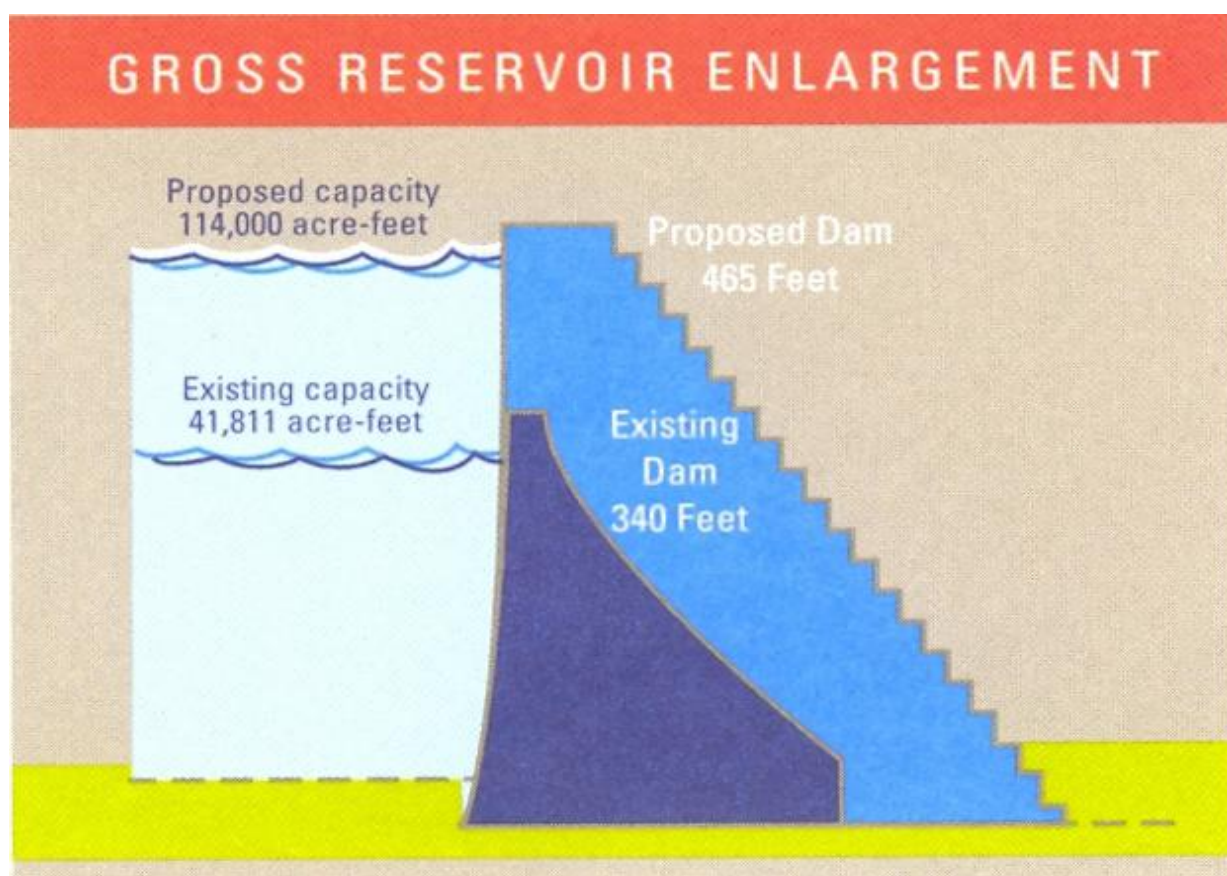 GROSS RESERVOIR ENLARGEMENT
Proposed capacity
114,000 acre-feet
Proposed Dam
465 Feet
Existing capacity
41,811 acre-feet
Existing
Dam
340 Feet